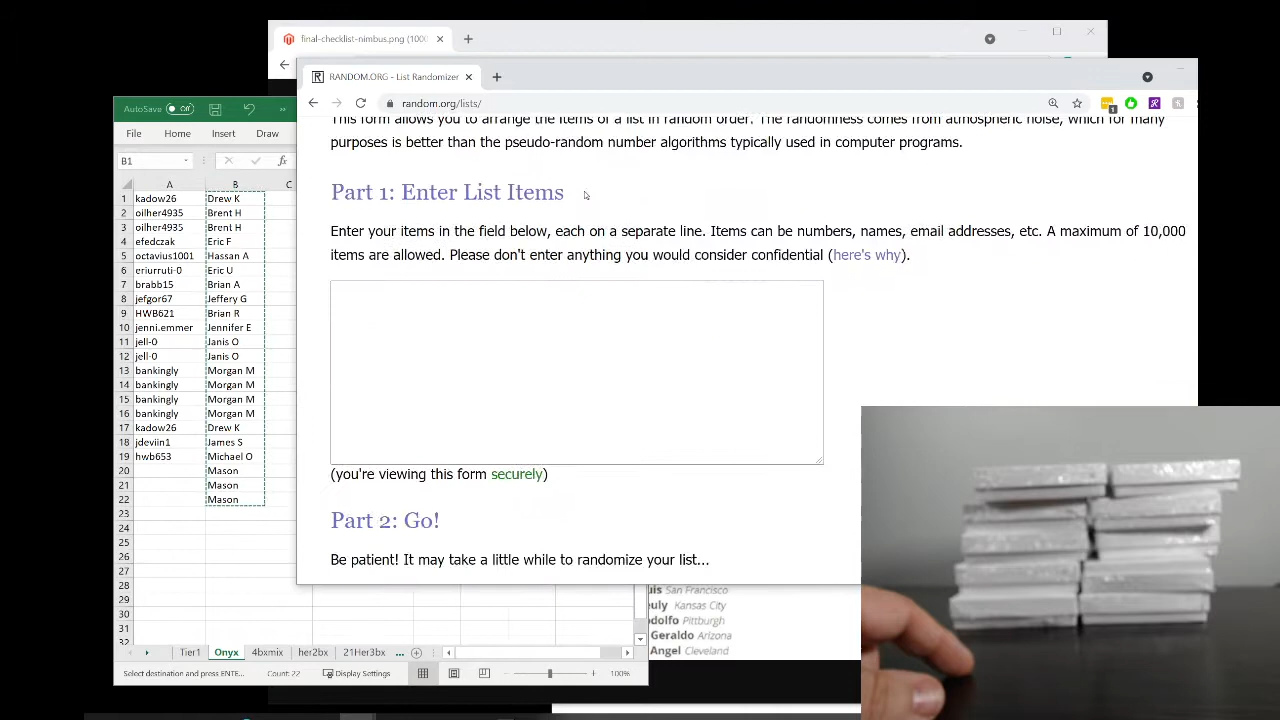 final-checklist-nimbus.png (100
RANDOM.ORG - List Randomizer
random.org/lists/
This form allows you to arrange the items of a list in random order. The randomness comes from atmospheric noise, which for many
purposes is better than the pseudo-random number algorithms typically used in computer programs.
Part 1: Enter List Items
Enter your items in the field below, each on a separate line. Items can be numbers, names, email addresses, etc. A maximum of 10,000
items are allowed. Please don't enter anything you would consider confidential (here's why).
(you're viewing this form securely)
Part 2: Go!
Be patient! It may take a little while to randomize your list...
AutoSave Off »
File Home Insert Draw
B1 fx
A B C
1 kadow26 Drew K
2 oilher4935 Brent H
3 oilher4935 Brent H
4 efedczak Eric F
5 octavius1001 Hassan A
6 eriurruti-0 Eric U
7 brabb15 Brian A
8 jefgor67 Jeffery G
9 HWB621 Brian R
10 jenni.emmer Jennifer E
11 jell-0 Janis O
12 jell-0 Janis O
13 bankingly Morgan M
14 bankingly Morgan M
15 bankingly Morgan M
16 bankingly Morgan M
17 kadow26 Drew K
18 jdeviin1 James S
19 hwb653 Michael O
20 Mason
21 Mason
22 Mason
23
24
25
26
27
28
29
30
31
32
Tier1 Onyx 4bxmix her2bx 21Her3bx ...
Select destination and press ENTE... Count: 22 Display Settings 100%
uis San Francisco
euly Kansas City
odolfo Pittsburgh
Geraldo Arizona
Angel Cleveland